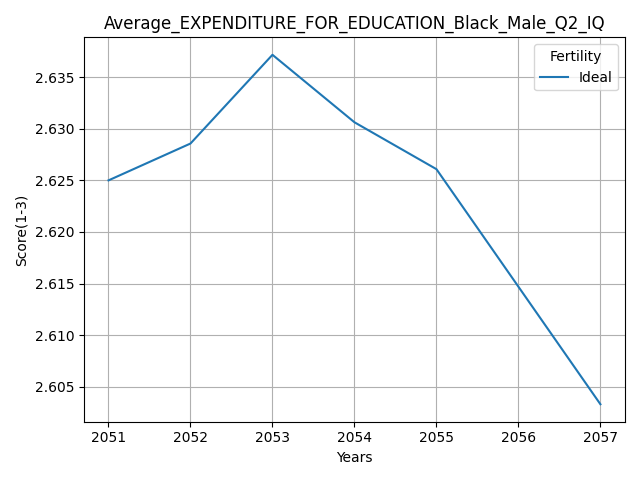 Average_EXPENDITURE_FOR_EDUCATION_Black_Male_Q2_IQ
Fertility
Ideal
2.635
2.630
2.625
2.620
2.615
2.610
2.605
Score(1-3)
2051 2052 2053 2054 2055 2056 2057
Years